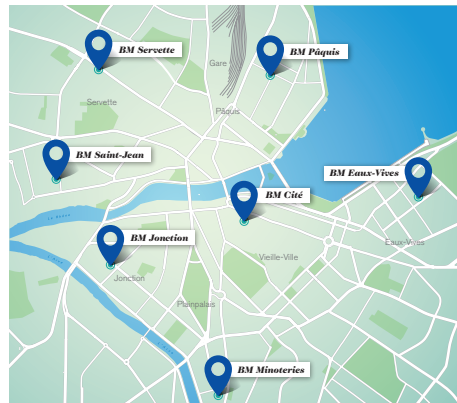 BM Servette
BM Pâquis
Gare
Servette
Pâquis
BM Saint-Jean
BM Eaux-Vives
BM Cité
BM Jonction
Eaux-Vives
Vieille-Ville
Jonction
Plainpalais
BM Minoteries